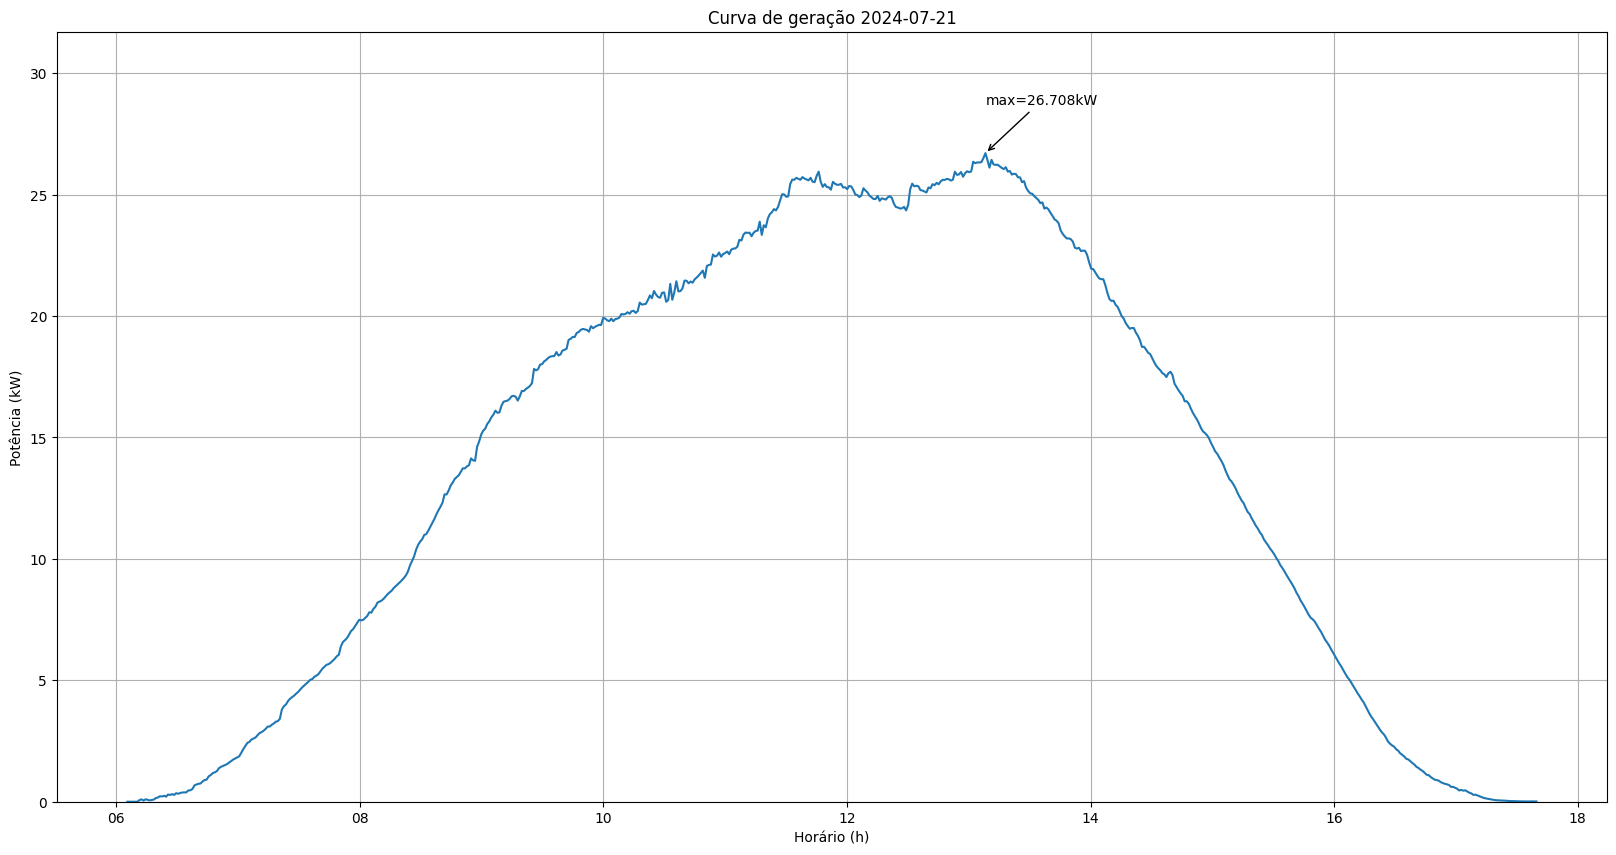 Curva de geração 2024-07-21
30
max=26.708kW
25
20
15
Potência (kW)
10
5
0
06 08 10 12 14 16 18
Horário (h)